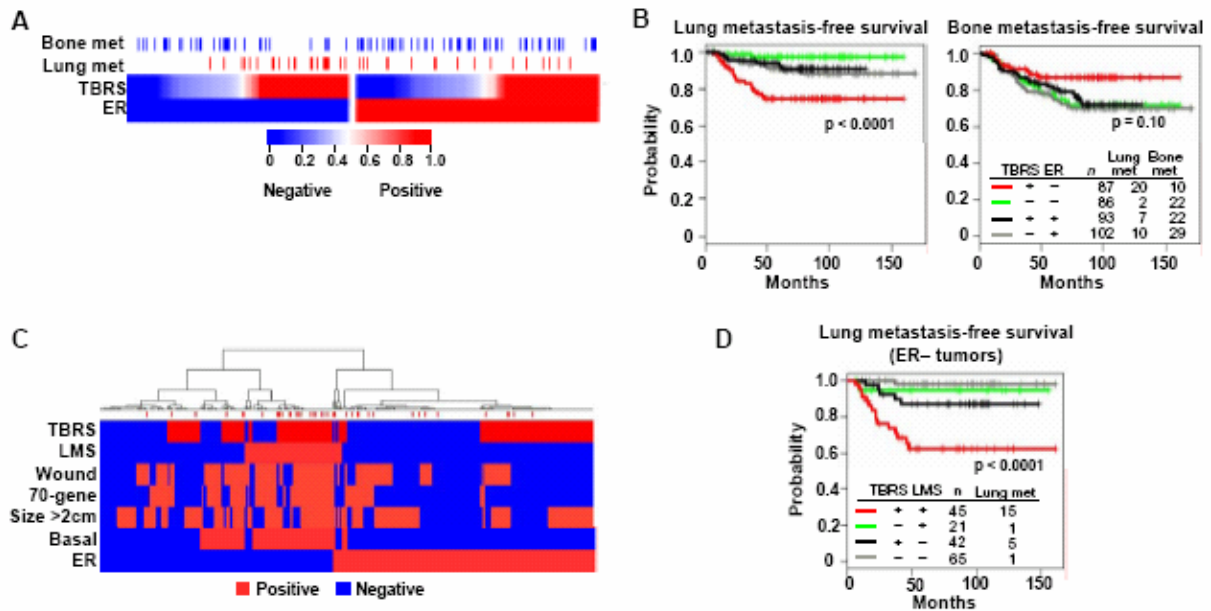 A
Bone met
Lung met
TBRS
ER
0 0.2 0.4 0.6 0.8 1.0
Negative Positive
B
Lung metastasis-free survival
Probability
1.0
0.8
0.6
0.4
0.2
0
p < 0.0001
0 50 100 150
Months
Bone metastasis-free survival
1.0
0.8
0.6
0.4
0.2
0
p = 0.10
Lung Bone
TBRS ER n met met
+ − 87 20 10
− − 86 2 22
+ + 93 7 22
− + 102 10 29
0 50 100 150
Months
C
TBRS
LMS
Wound
70-gene
Size >2cm
Basal
ER
Positive Negative
D
Lung metastasis-free survival
(ER− tumors)
Probability
1.0
0.8
0.6
0.4
0.2
0
p < 0.0001
TBRS LMS n Lung met
+ + 45 15
− + 21 1
+ − 42 5
− − 65 1
0 50 100 150
Months